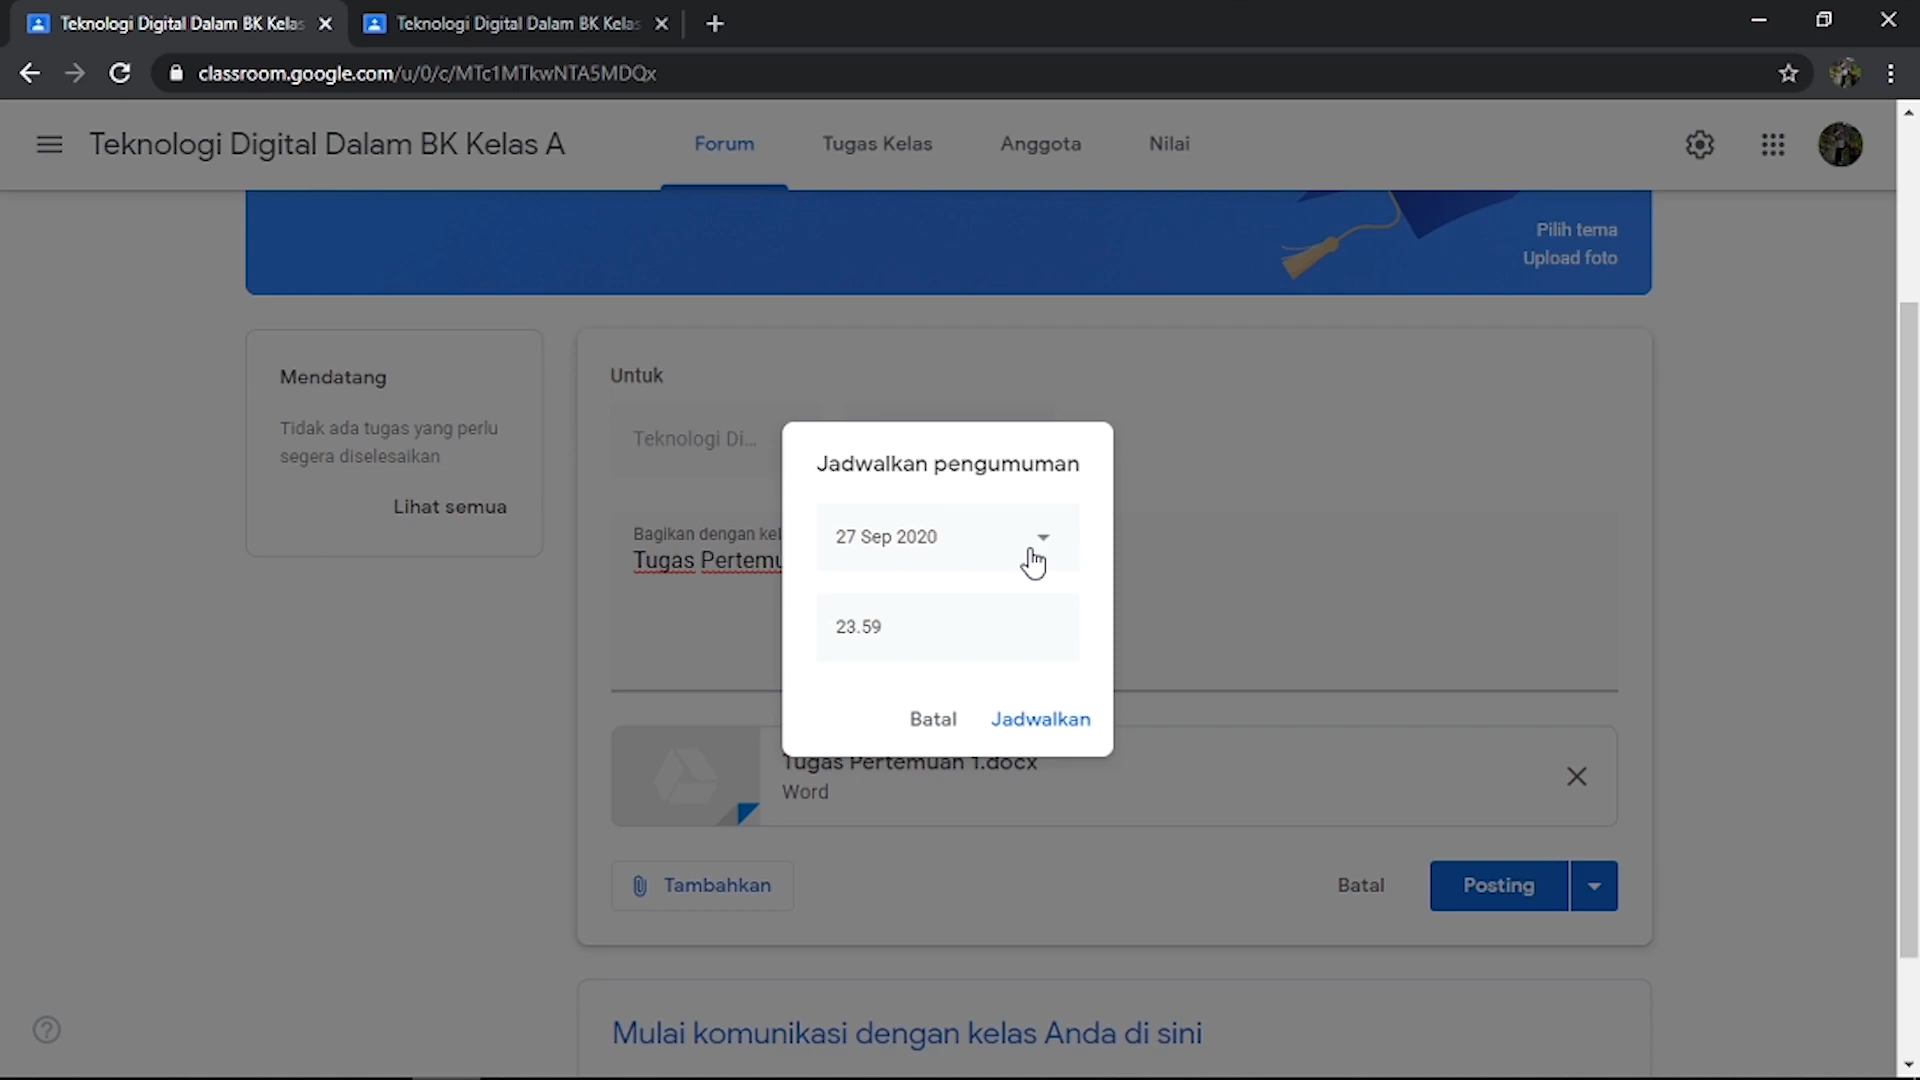 Teknologi Digital Dalam BK Kelas
Teknologi Digital Dalam BK Kelas
classroom.google.com/u/0/c/MTc1MTkwNTA5MDQx
Teknologi Digital Dalam BK Kelas A
Forum
Tugas Kelas
Anggota
Nilai
Pilih tema
Upload foto
Mendatang
Tidak ada tugas yang perlu
segera diselesaikan
Lihat semua
Untuk
Teknologi Di...
Bagikan dengan kel
Tugas Pertemu
Jadwalkan pengumuman
27 Sep 2020
23.59
Batal
Jadwalkan
Tugas Pertemuan 1.docx
Word
Tambahkan
Batal
Posting
Mulai komunikasi dengan kelas Anda di sini